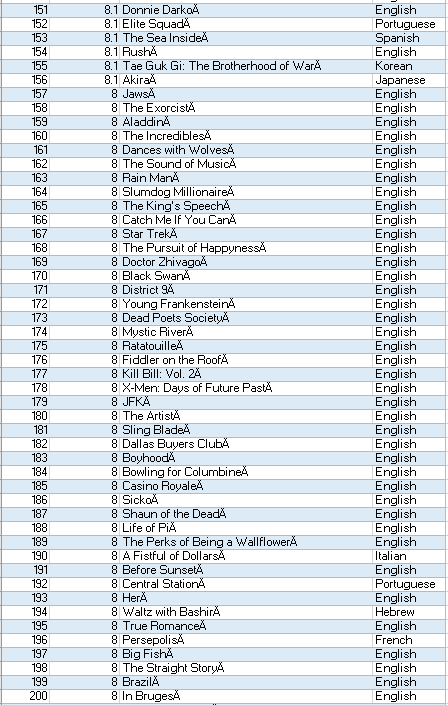 151 8.1 Donnie DarkoÂ English
152 8.1 Elite SquadÂ Portuguese
153 8.1 The Sea InsideÂ Spanish
154 8.1 RushÂ English
155 8.1 Tae Guk Gi: The Brotherhood of WarÂ Korean
156 8.1 AkiraÂ Japanese
157 8 JawsÂ English
158 8 The ExorcistÂ English
159 8 AladdinÂ English
160 8 The IncrediblesÂ English
161 8 Dances with WolvesÂ English
162 8 The Sound of MusicÂ English
163 8 Rain ManÂ English
164 8 Slumdog MillionaireÂ English
165 8 The King's SpeechÂ English
166 8 Catch Me If You CanÂ English
167 8 Star TrekÂ English
168 8 The Pursuit of HappynessÂ English
169 8 Doctor ZhivagoÂ English
170 8 Black SwanÂ English
171 8 District 9Â English
172 8 Young FrankensteinÂ English
173 8 Dead Poets SocietyÂ English
174 8 Mystic RiverÂ English
175 8 RatatouilleÂ English
176 8 Fiddler on the RoofÂ English
177 8 Kill Bill: Vol. 2Â English
178 8 X-Men: Days of Future PastÂ English
179 8 JFKÂ English
180 8 The ArtistÂ English
181 8 Sling BladeÂ English
182 8 Dallas Buyers ClubÂ English
183 8 BoyhoodÂ English
184 8 Bowling for ColumbineÂ English
185 8 Casino RoyaleÂ English
186 8 SickoÂ English
187 8 Shaun of the DeadÂ English
188 8 Life of PiÂ English
189 8 The Perks of Being a WallflowerÂ English
190 8 A Fistful of DollarsÂ Italian
191 8 Before SunsetÂ English
192 8 Central StationÂ Portuguese
193 8 HerÂ English
194 8 Waltz with BashirÂ Hebrew
195 8 True RomanceÂ English
196 8 PersepolisÂ French
197 8 Big FishÂ English
198 8 The Straight StoryÂ English
199 8 BrazilÂ English
200 8 In BrugesÂ English